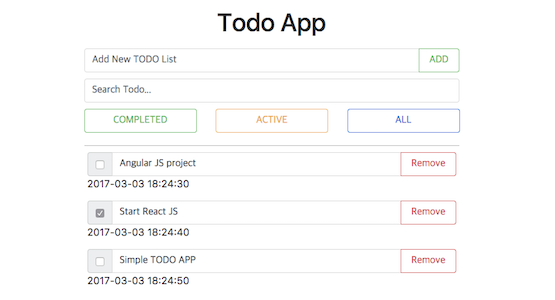 Todo App
Add New TODO List ADD
Search Todo...
COMPLETED ACTIVE ALL
Angular JS project Remove
2017-03-03 18:24:30
Start React JS Remove
2017-03-03 18:24:40
Simple TODO APP Remove
2017-03-03 18:24:50